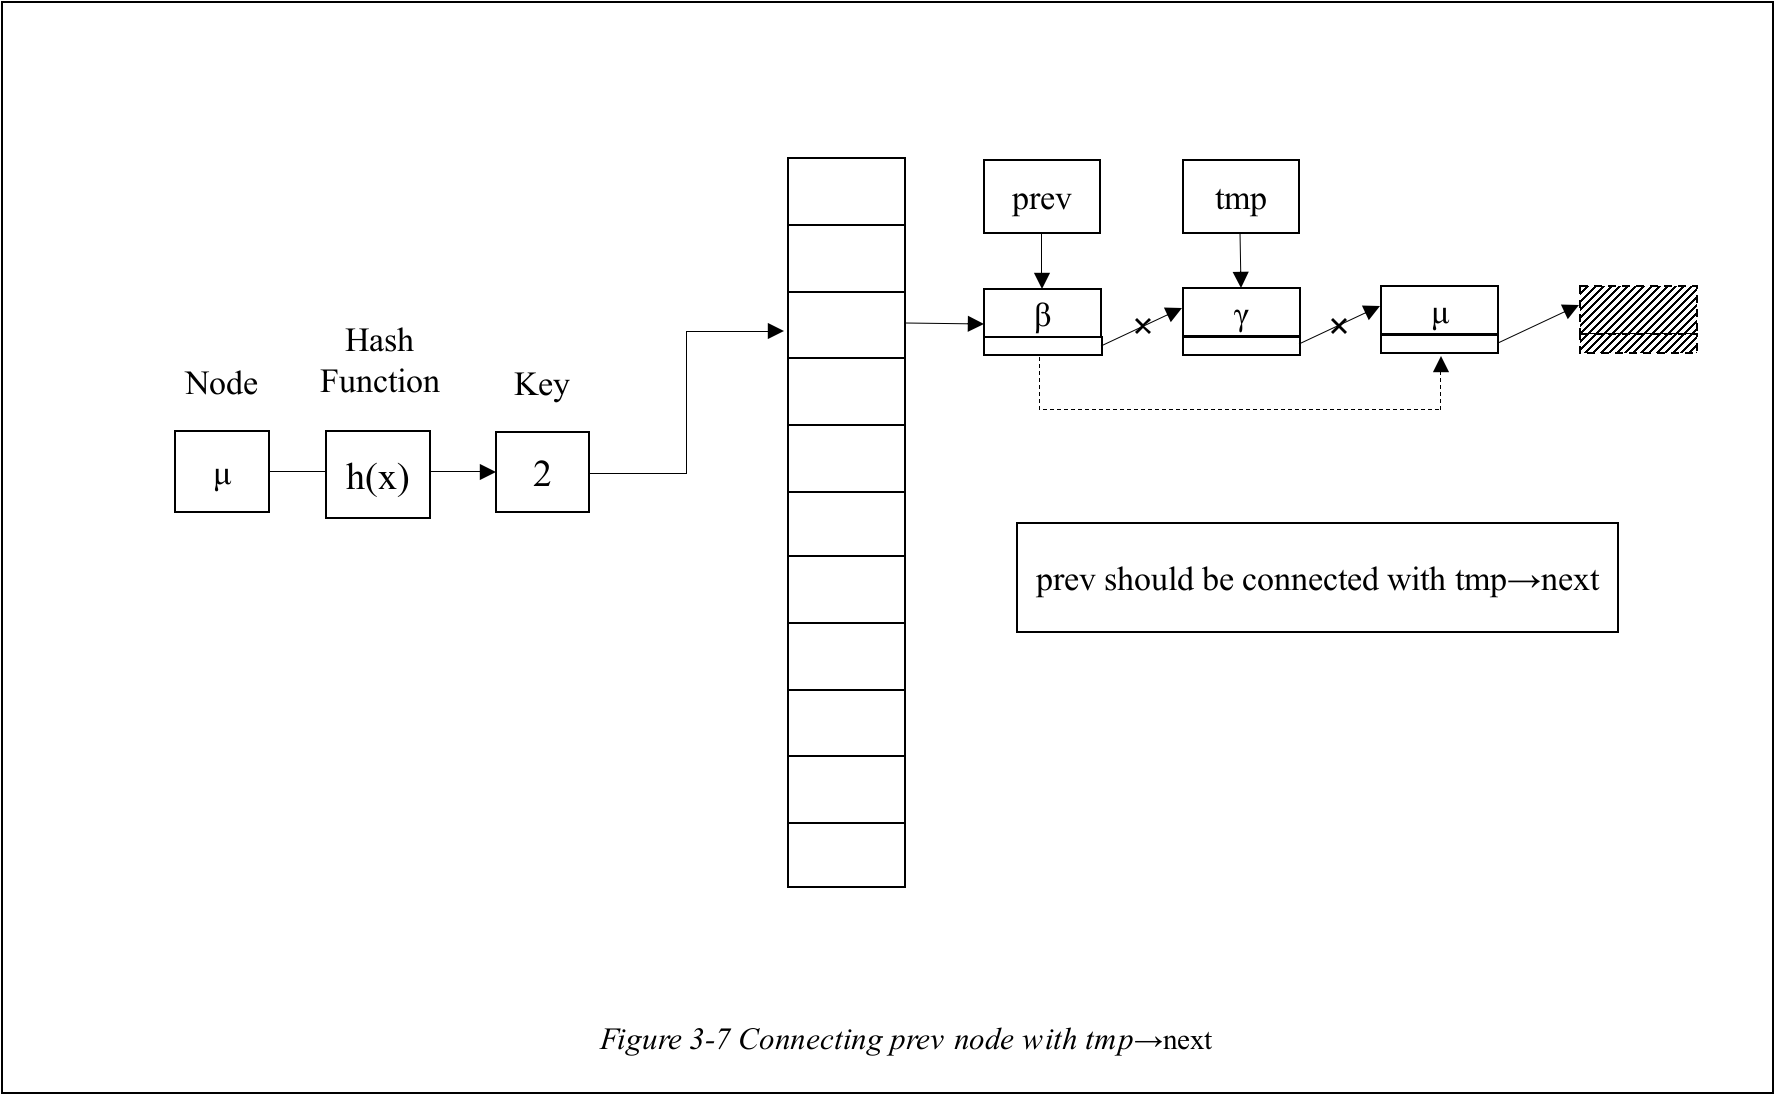 prev
tmp
β
γ
μ
Hash
Function
Node
Key
μ
h(x)
2
prev should be connected with tmp→next
Figure 3-7 Connecting prev node with tmp→next